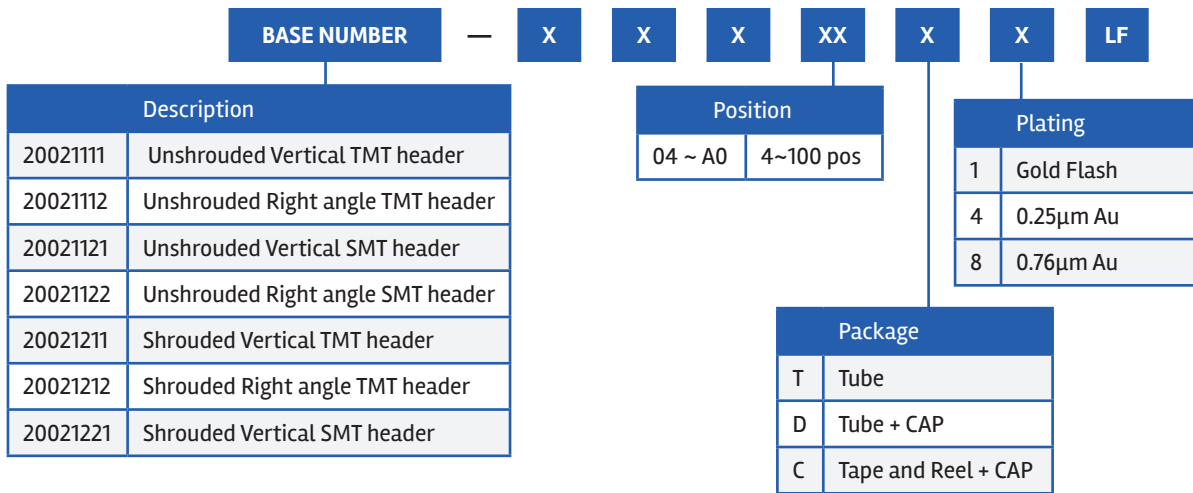 BASE NUMBER — X X X XX X X LF
Description
20021111 Unshrouded Vertical TMT header
20021112 Unshrouded Right angle TMT header
20021121 Unshrouded Vertical SMT header
20021122 Unshrouded Right angle SMT header
20021211 Shrouded Vertical TMT header
20021212 Shrouded Right angle TMT header
20021221 Shrouded Vertical SMT header
Position
04 ~ A0 4~100 pos
Plating
1 Gold Flash
4 0.25µm Au
8 0.76µm Au
Package
T Tube
D Tube + CAP
C Tape and Reel + CAP